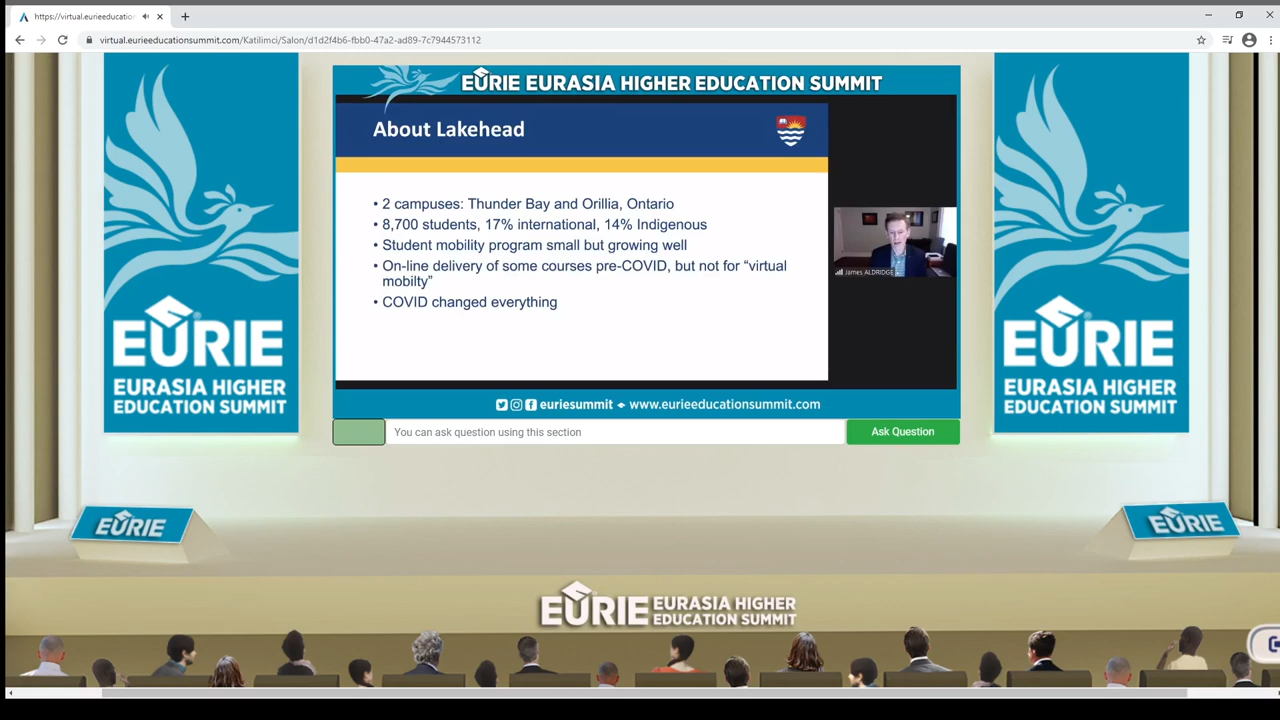 https://virtual.eurieeducation
virtual.eurieeducationsummit.com/Katilimci/Salon/d1d2f4b6-fbb0-47a2-ad89-7c7944573112
EURIE EURASIA HIGHER EDUCATION SUMMIT
About Lakehead
• 2 campuses: Thunder Bay and Orillia, Ontario
• 8,700 students, 17% international, 14% Indigenous
• Student mobility program small but growing well
• On-line delivery of some courses pre-COVID, but not for “virtual
mobilty”
• COVID changed everything
James ALDRIDGE
euriesummit www.eurieeducationsummit.com
You can ask question using this section
Ask Question
EURIE
EURASIA HIGHER
EDUCATION SUMMIT
EURIE
EURASIA HIGHER
EDUCATION SUMMIT
EURIE
EURIE
EURIE EURASIA HIGHER
EDUCATION SUMMIT